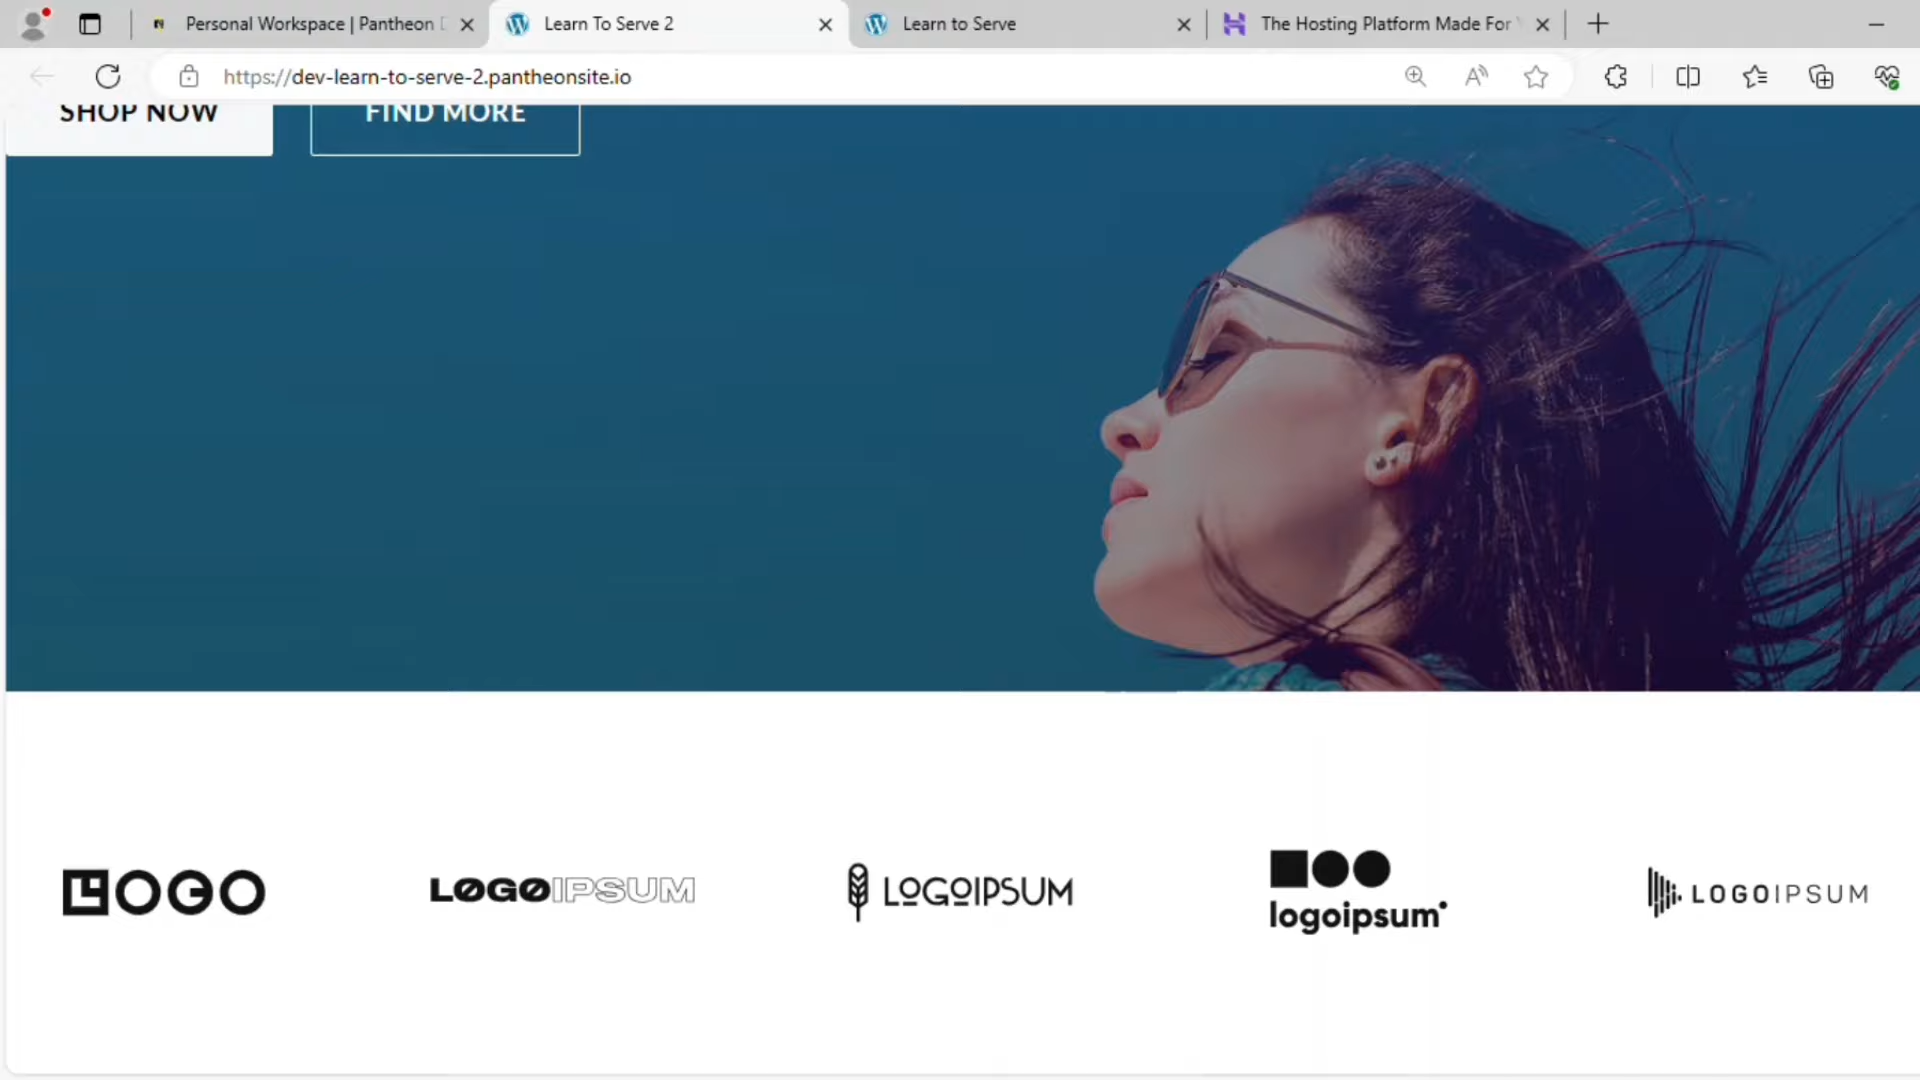 Personal Workspace | Pantheon
Learn To Serve 2
Learn to Serve
The Hosting Platform Made For
https://dev-learn-to-serve-2.pantheonsite.io
SHOP NOW
FIND MORE
LOGO
LOGOIPSUM
LOGOIPSUM
logoipsum
LOGOIPSUM